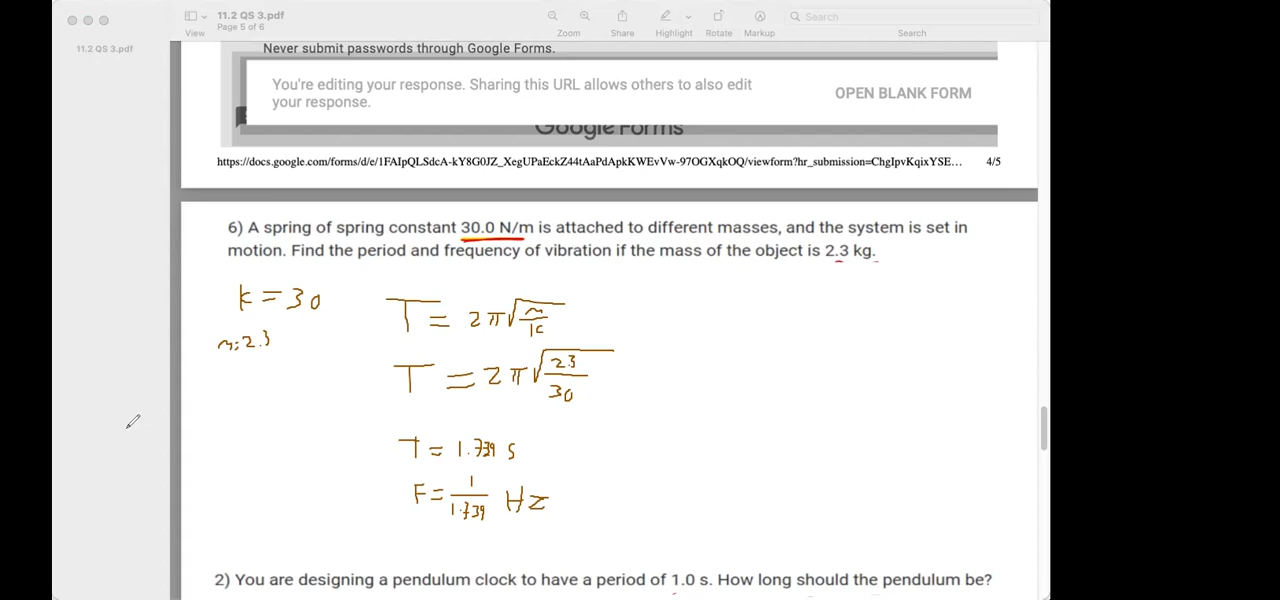 11.2 QS 3.pdf
Page 5 of 6
View
Zoom
Share
Highlight
Rotate
Markup
Search
Search
11.2 QS 3.pdf
Never submit passwords through Google Forms.
You're editing your response. Sharing this URL allows others to also edit
your response.
OPEN BLANK FORM
Google Forms
https://docs.google.com/forms/d/e/1FAIpQLSdcA-kY8G0JZ_XegUPaEckZ44tAaPdApkKWEvVw-97OGXqkOQ/viewform?hr_submission=ChgIpvKqixYSE… 4/5
6) A spring of spring constant 30.0 N/m is attached to different masses, and the system is set in
motion. Find the period and frequency of vibration if the mass of the object is 2.3 kg.
k = 30
m: 2.3
T = 2π√(m/k)
T = 2π√(2.3/30)
T = 1.739 s
F = 1/1.739 Hz
2) You are designing a pendulum clock to have a period of 1.0 s. How long should the pendulum be?